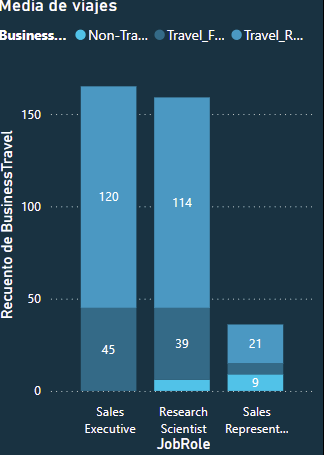 Media de viajes
Business... Non-Tra... Travel_F... Travel_R...
Recuento de BusinessTravel
150
100
50
0
120
45
114
39
21
9
Sales
Executive
Research
Scientist
Sales
Represent...
JobRole